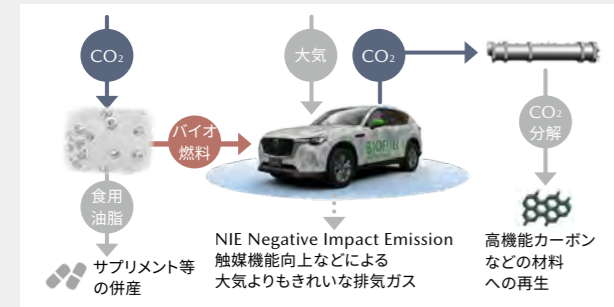 CO₂
大気
CO₂
バイオ
燃料
BIOFUEL
CO₂
分解
食用
油脂
サプリメント等
の併産
NIE Negative Impact Emission
触媒機能向上などによる
大気よりもきれいな排気ガス
高機能カーボン
などの材料
への再生